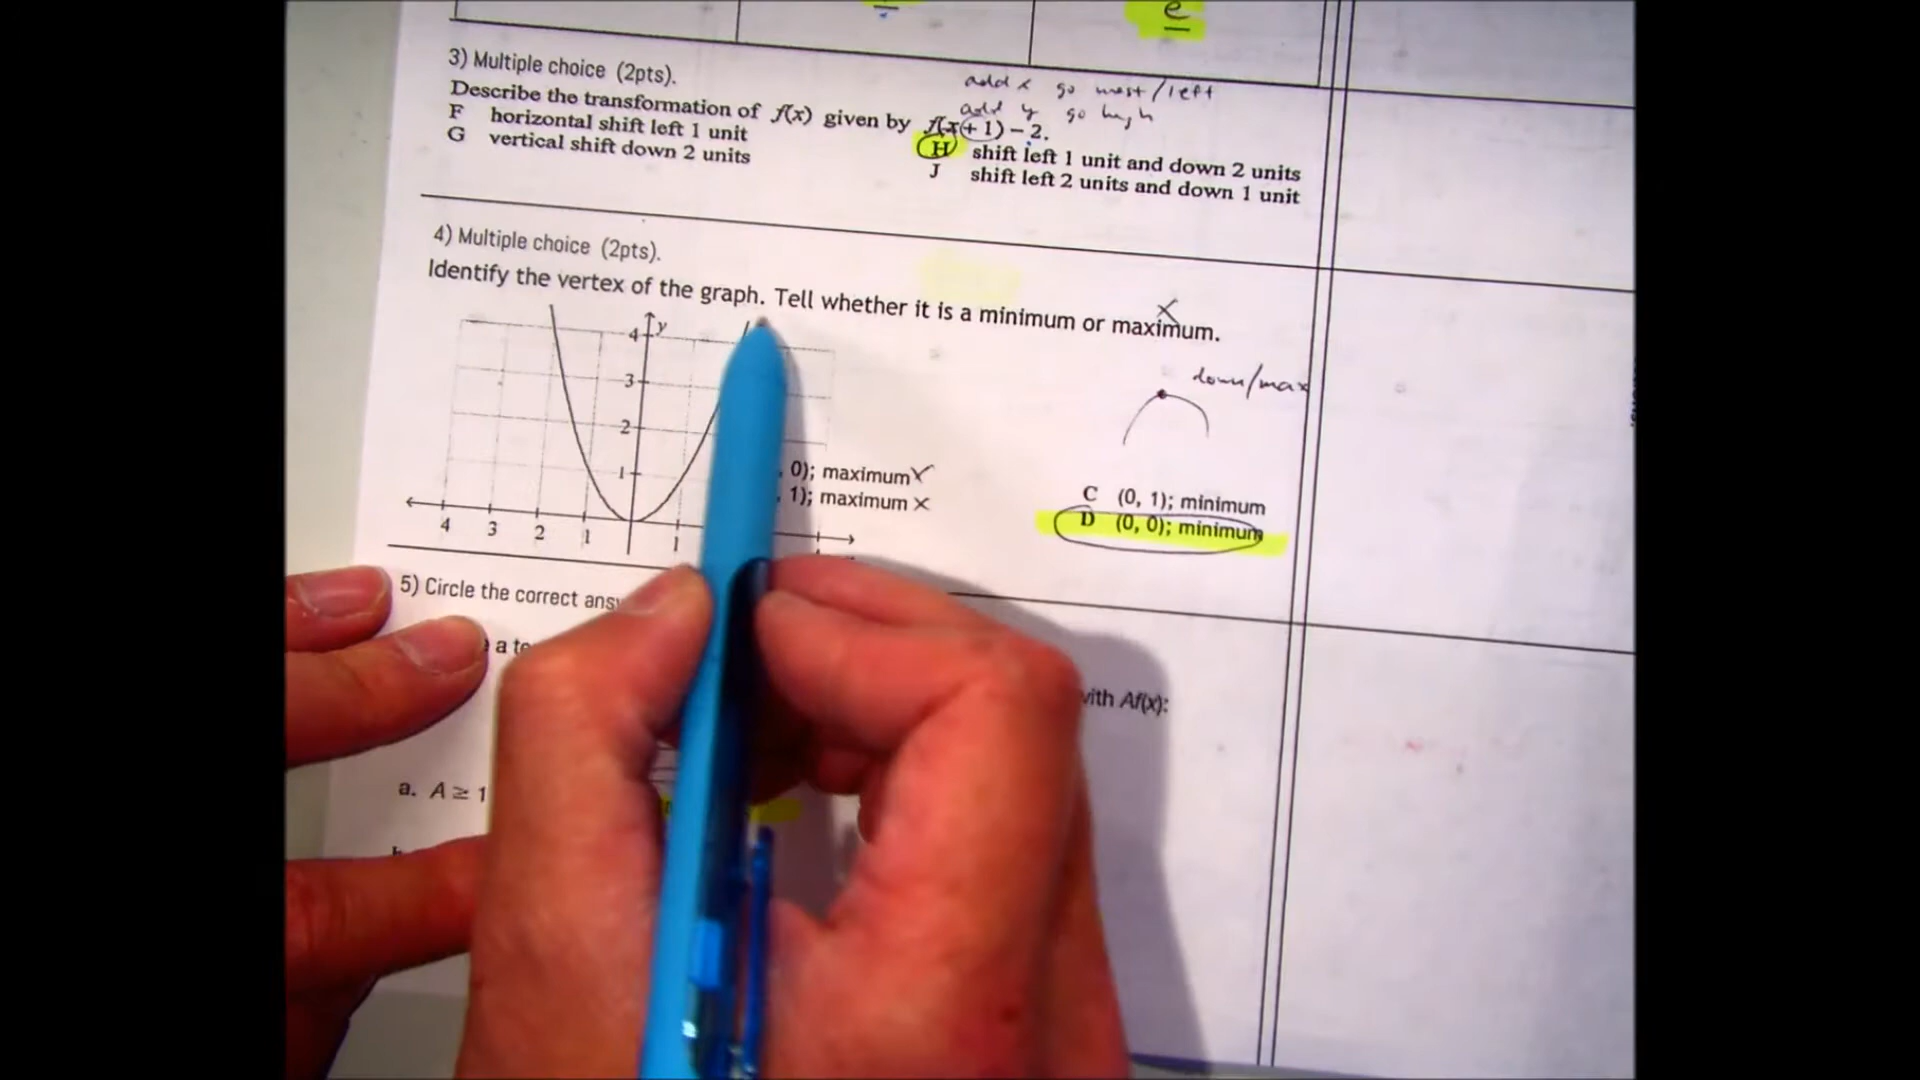 e
3) Multiple choice (2pts).
add x go west/left
Describe the transformation of f(x) given by f(x + 1) – 2.
add y go high
F horizontal shift left 1 unit
G vertical shift down 2 units
H shift left 1 unit and down 2 units
J shift left 2 units and down 1 unit
4) Multiple choice (2pts).
Identify the vertex of the graph. Tell whether it is a minimum or maximum.
X
4 y
3
2
1
4 3 2 1 1
down/max
0); maximum X
1); maximum X
C (0, 1); minimum
D (0, 0); minimum
5) Circle the correct
a
with Af(x):
a. A ≥ 1